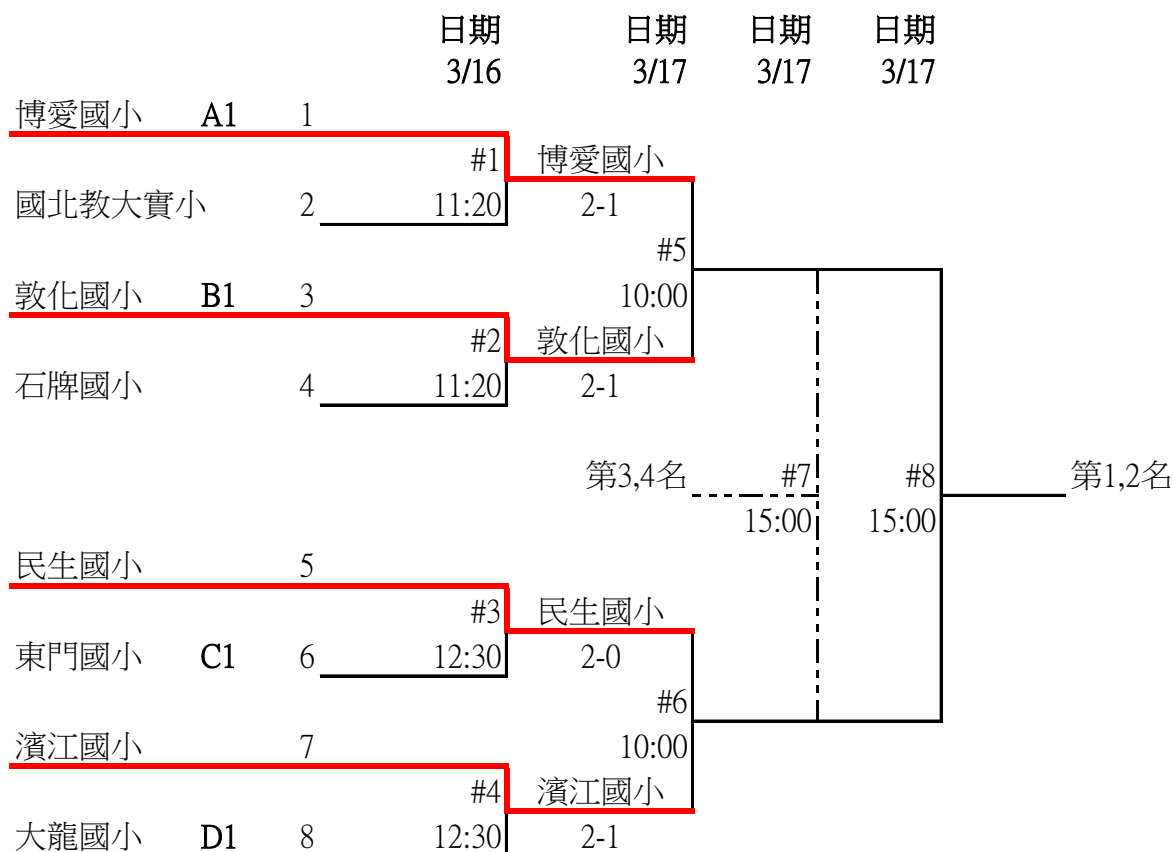 日期 日期 日期 日期
3/16 3/17 3/17 3/17
博愛國小 A1 1
#1 博愛國小
國北教大實小 2 11:20 2-1
#5
敦化國小 B1 3 10:00
#2 敦化國小
石牌國小 4 11:20 2-1
第3,4名 #7 #8 第1,2名
15:00 15:00
民生國小 5
#3 民生國小
東門國小 C1 6 12:30 2-0
#6
濱江國小 7 10:00
#4 濱江國小
大龍國小 D1 8 12:30 2-1